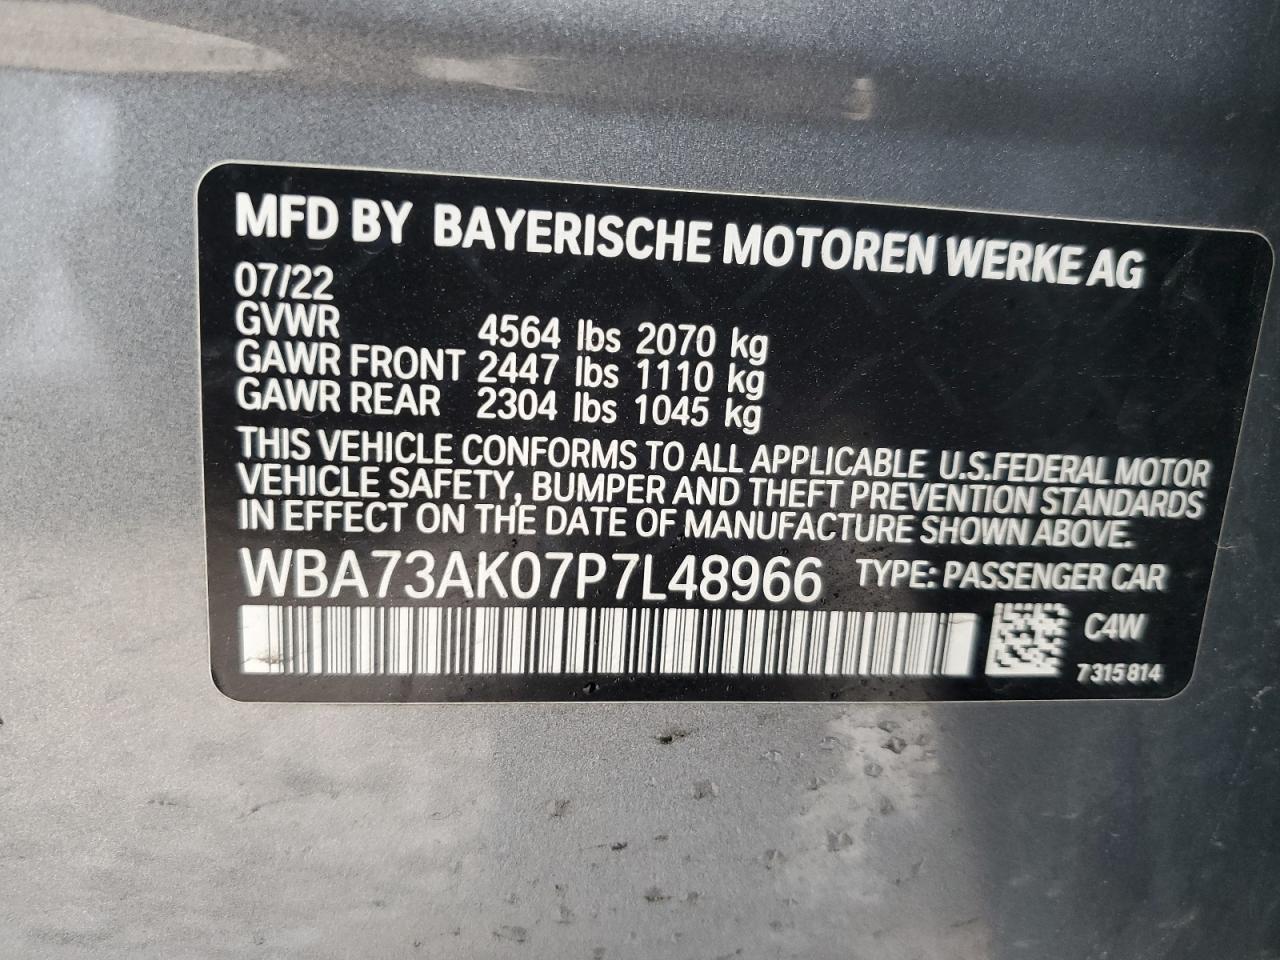 MFD BY BAYERISCHE MOTOREN WERKE AG
07/22
GVWR 4564 lbs 2070 kg
GAWR FRONT 2447 lbs 1110 kg
GAWR REAR 2304 lbs 1045 kg
THIS VEHICLE CONFORMS TO ALL APPLICABLE U.S.FEDERAL MOTOR
VEHICLE SAFETY, BUMPER AND THEFT PREVENTION STANDARDS
IN EFFECT ON THE DATE OF MANUFACTURE SHOWN ABOVE.
WBA73AK07P7L48966 TYPE: PASSENGER CAR
C4W
7315814